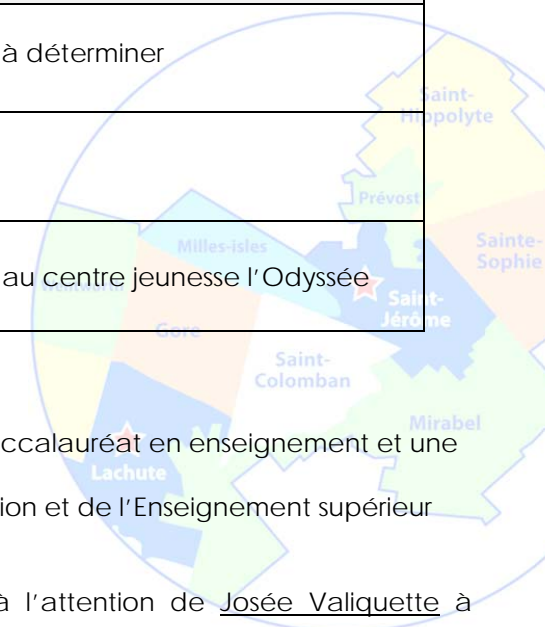 à déterminer
Saint-
Hippolyte
Prévost
Milles-isles
Sainte-
Sophie
au centre jeunesse l'Odyssée
Wentworth
Saint-
Jérôme
Gore
Saint-
Colomban
Mirabel
ccalauréat en enseignement et une
Lachute
ion et de l'Enseignement supérieur
à l'attention de Josée Valiquette à